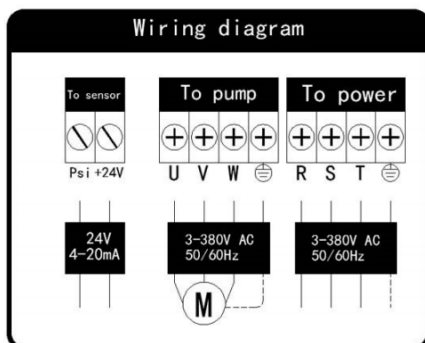 Wiring diagram
To sensor
To pump
To power
Psi +24V
U V W
R S T
24V
4-20mA
3-380V AC
50/60Hz
3-380V AC
50/60Hz
M